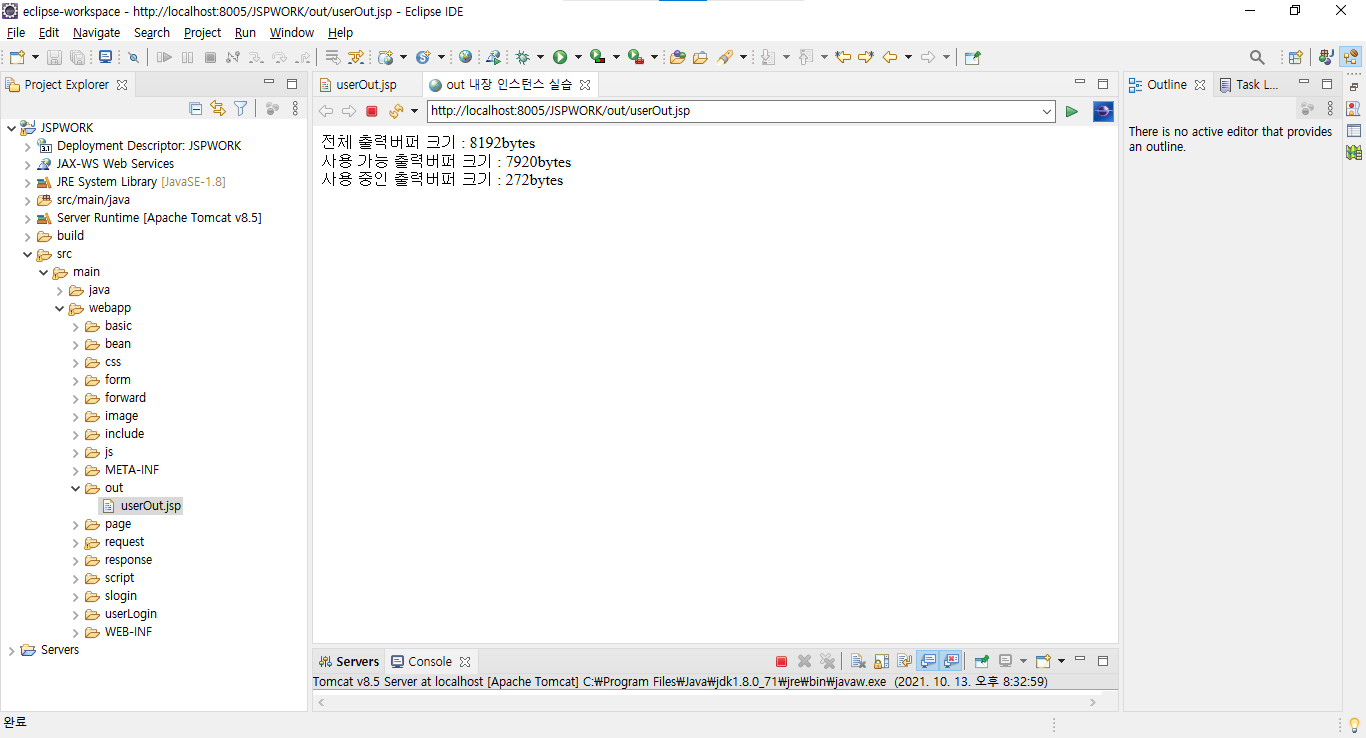 eclipse-workspace - http://localhost:8005/JSPWORK/out/userOut.jsp - Eclipse IDE
File Edit Navigate Search Project Run Window Help
Project Explorer
JSPWORK
Deployment Descriptor: JSPWORK
JAX-WS Web Services
JRE System Library [JavaSE-1.8]
src/main/java
Server Runtime [Apache Tomcat v8.5]
build
src
main
java
webapp
basic
bean
css
form
forward
image
include
js
META-INF
out
userOut.jsp
page
request
response
script
slogin
userLogin
WEB-INF
Servers
userOut.jsp
out 내장 인스턴스 실습
http://localhost:8005/JSPWORK/out/userOut.jsp
전체 출력버퍼 크기 : 8192bytes
사용 가능 출력버퍼 크기 : 7920bytes
사용 중인 출력버퍼 크기 : 272bytes
Outline
Task L...
There is no active editor that provides
an outline.
Servers
Console
Tomcat v8.5 Server at localhost [Apache Tomcat] C:₩Program Files₩Java₩jdk1.8.0_71₩jre₩bin₩javaw.exe (2021. 10. 13. 오후 8:32:59)
완료